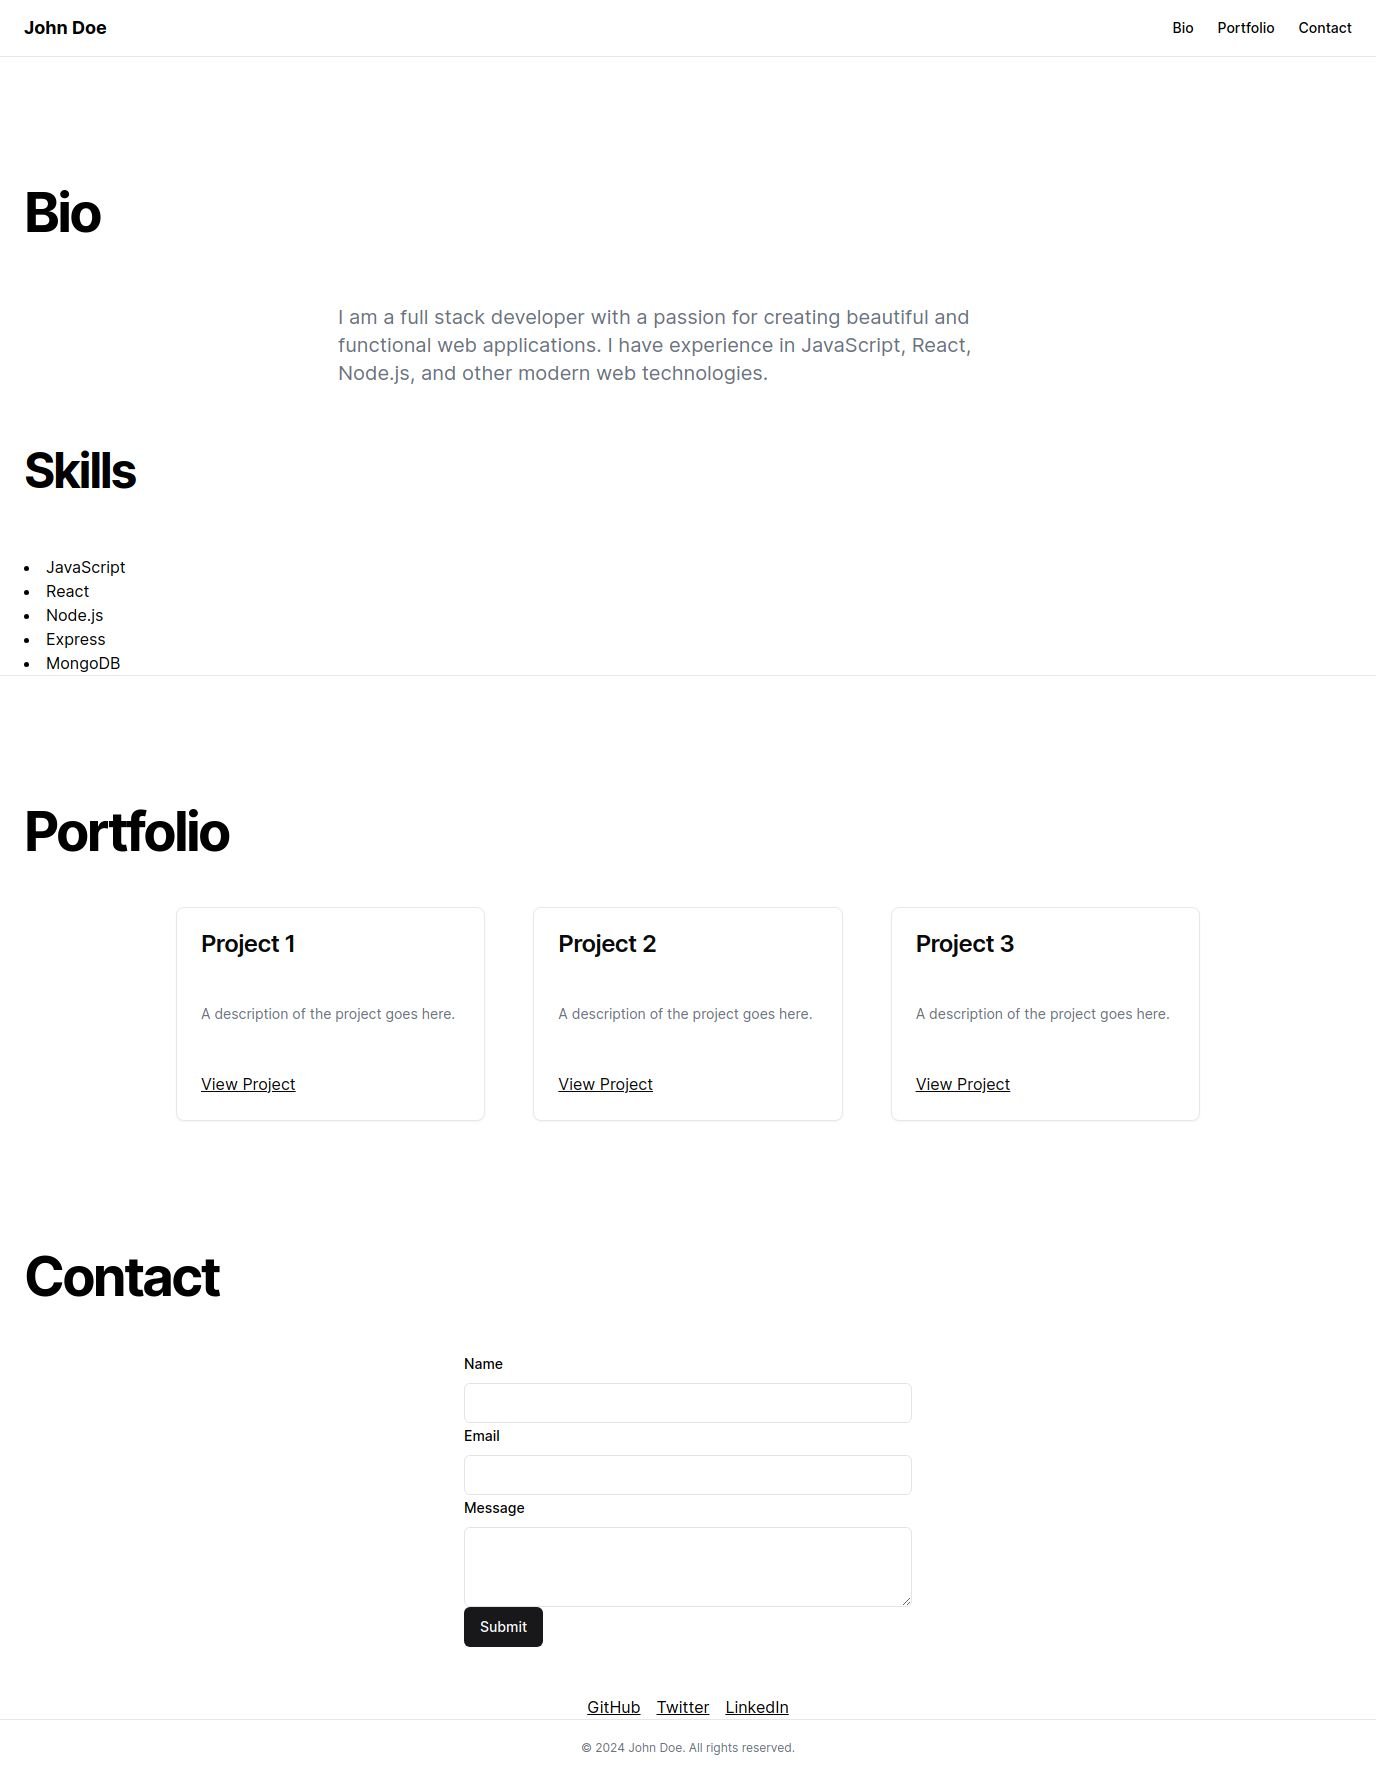 John Doe
Bio Portfolio Contact
Bio
I am a full stack developer with a passion for creating beautiful and
functional web applications. I have experience in JavaScript, React,
Node.js, and other modern web technologies.
Skills
• JavaScript
• React
• Node.js
• Express
• MongoDB
Portfolio
Project 1
A description of the project goes here.
View Project
Project 2
A description of the project goes here.
View Project
Project 3
A description of the project goes here.
View Project
Contact
Name
Email
Message
Submit
GitHub Twitter LinkedIn
© 2024 John Doe. All rights reserved.